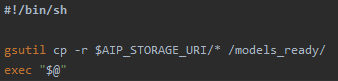 #!/bin/sh
gsutil cp -r $AIP_STORAGE_URI/* /models_ready/
exec "$@"